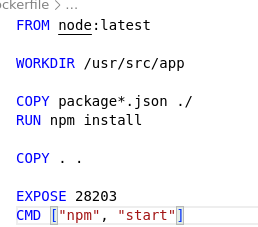 ockerfile > ...
FROM node:latest
WORKDIR /usr/src/app
COPY package*.json ./
RUN npm install
COPY . .
EXPOSE 28203
CMD ["npm", "start"]